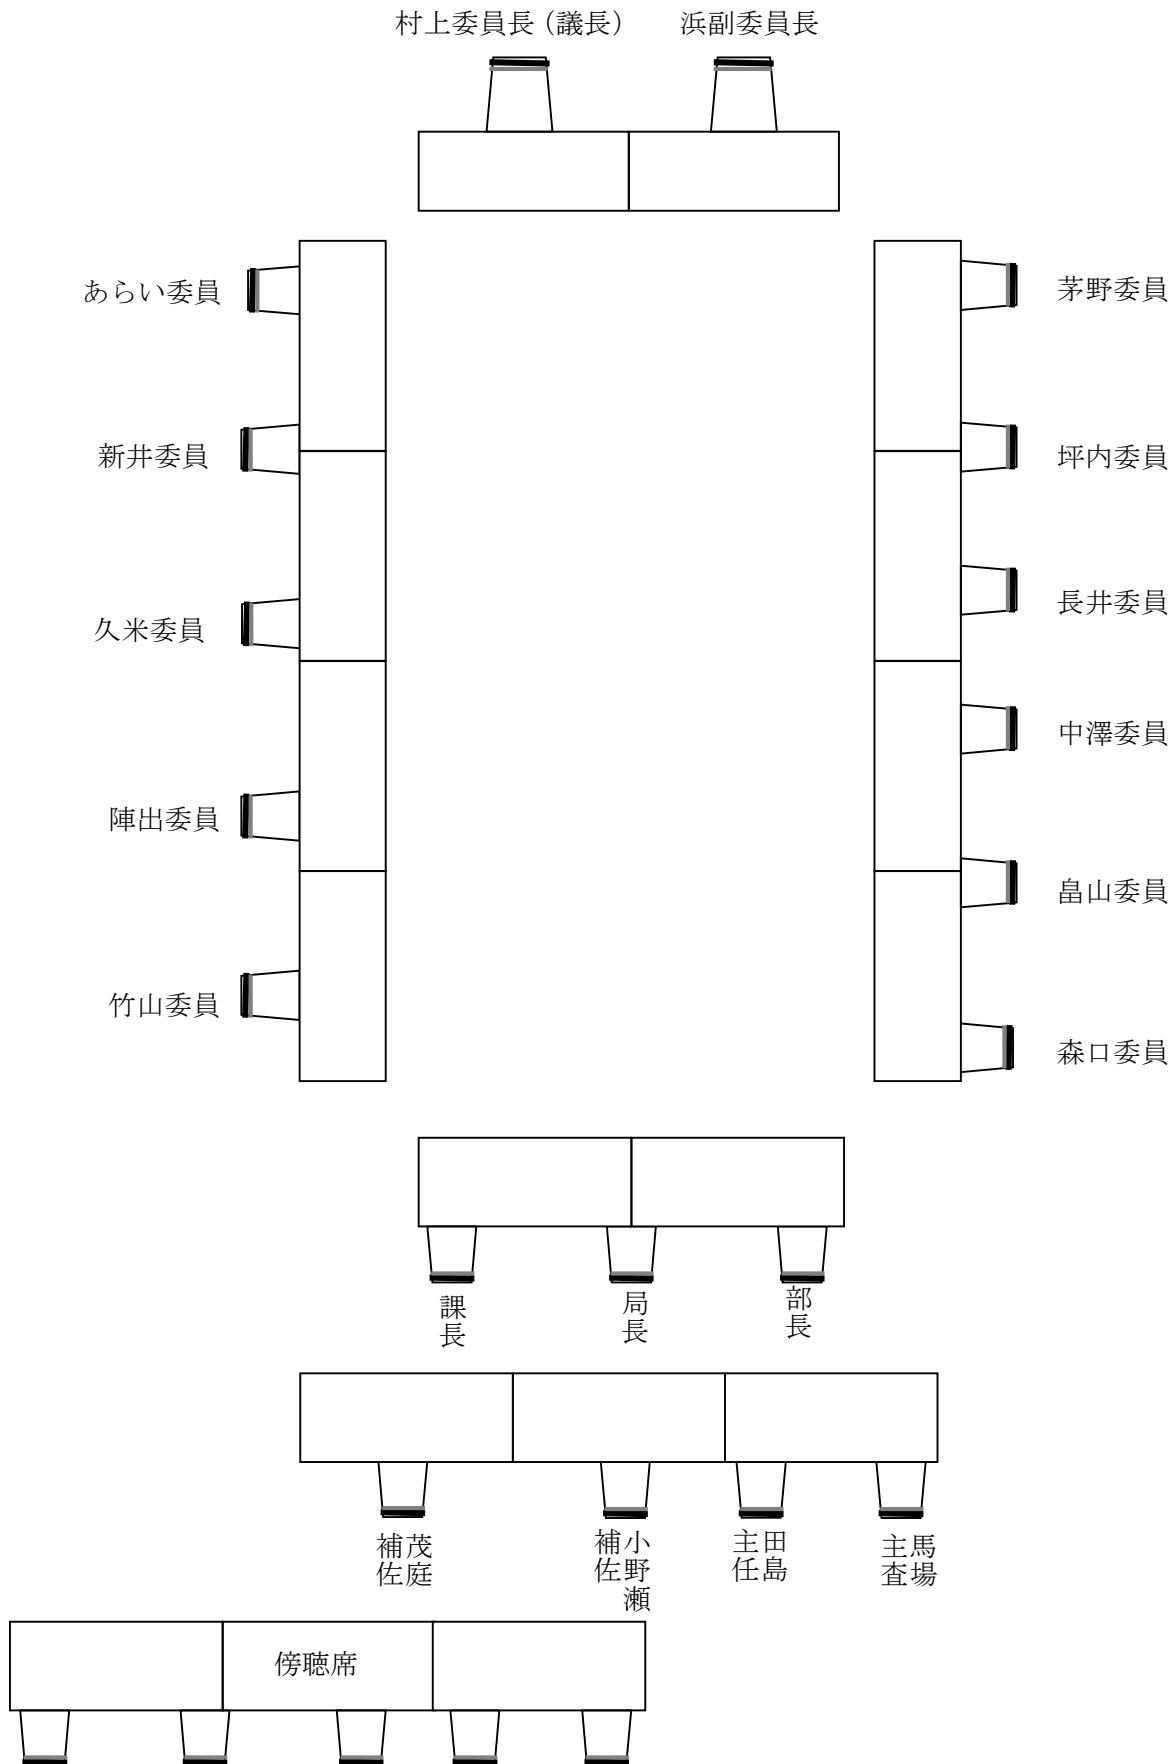 村上委員長（議長）
浜副委員長
あらい委員
茅野委員
新井委員
坪内委員
久米委員
長井委員
中澤委員
陣出委員
畠山委員
竹山委員
森口委員
課長
局長
部長
茂庭
補佐
小野瀬
補佐
田島
主任
馬場
主査
傍聴席